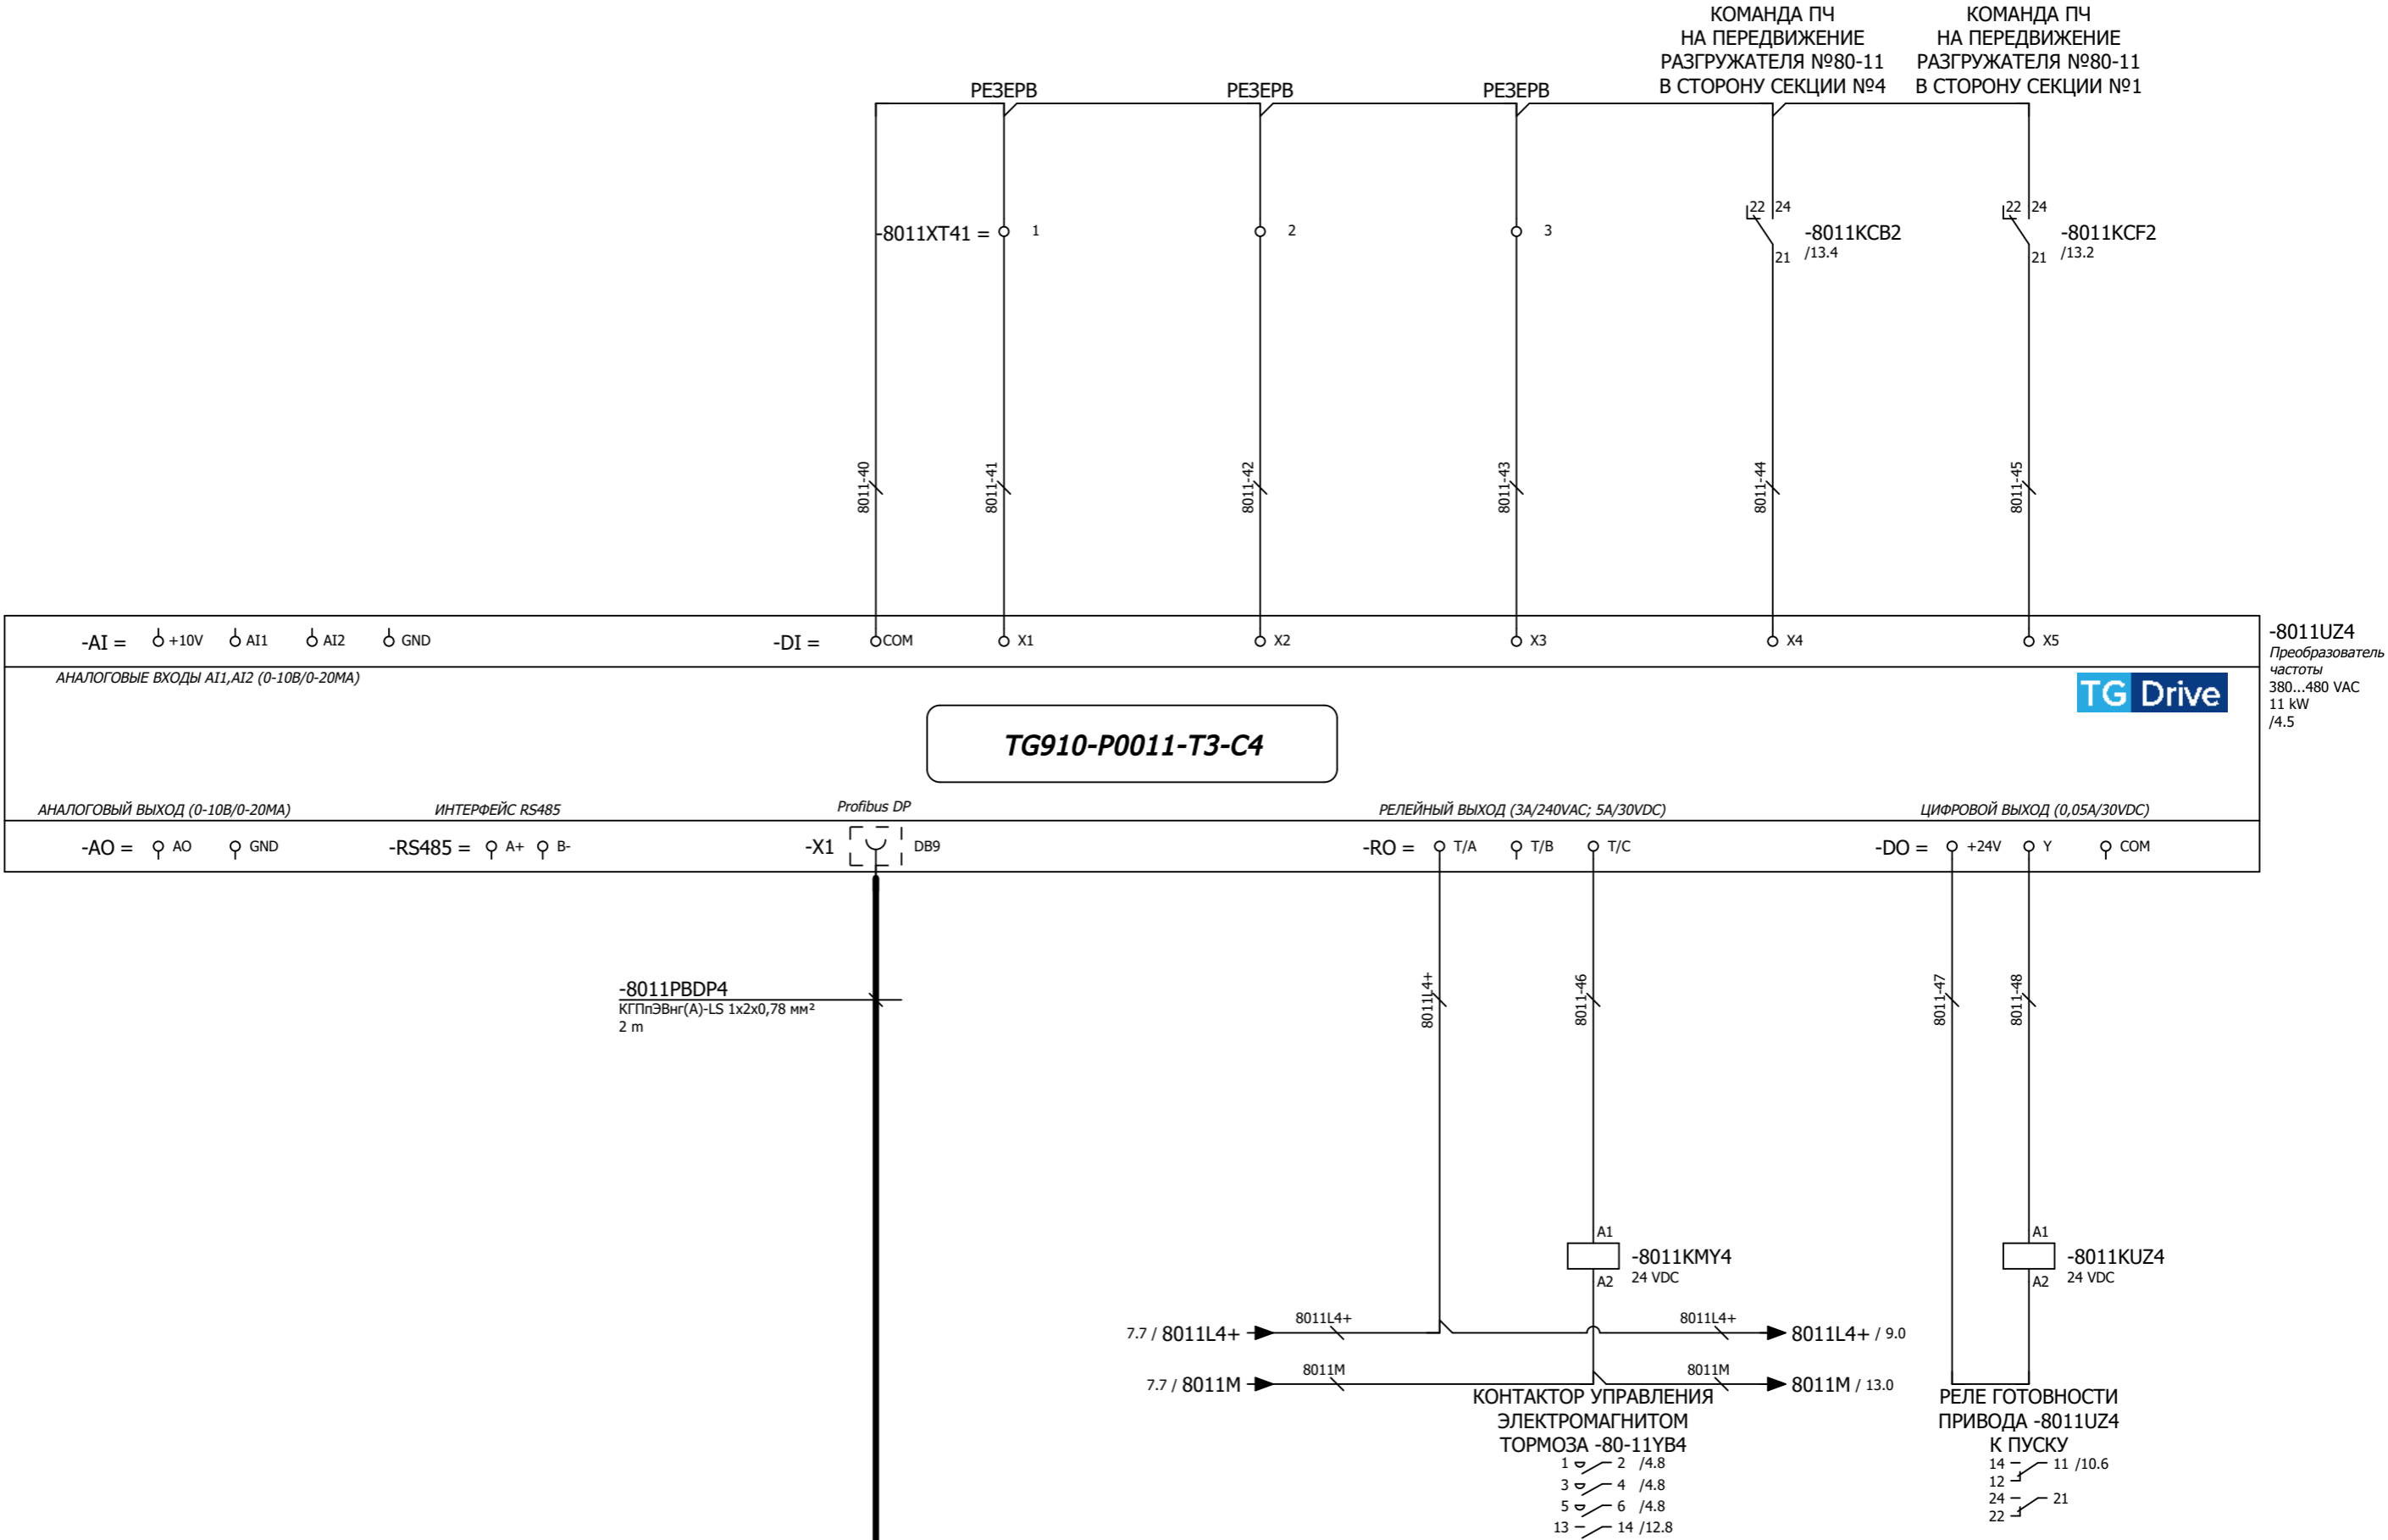 КОМАНДА ПЧ
НА ПЕРЕДВИЖЕНИЕ
РАЗГРУЖАТЕЛЯ №80-11
В СТОРОНУ СЕКЦИИ №4
КОМАНДА ПЧ
НА ПЕРЕДВИЖЕНИЕ
РАЗГРУЖАТЕЛЯ №80-11
В СТОРОНУ СЕКЦИИ №1
РЕЗЕРВ
РЕЗЕРВ
РЕЗЕРВ
-8011XT41 =
1
2
3
22
24
21
-8011KCB2
/13.4
22
24
21
-8011KCF2
/13.2
8011-40
8011-41
8011-42
8011-43
8011-44
8011-45
-AI =
+10V
AI1
AI2
GND
-DI =
COM
X1
X2
X3
X4
X5
-8011UZ4
Преобразователь
частоты
380...480 VAC
11 kW
/4.5
АНАЛОГОВЫЕ ВХОДЫ AI1,AI2 (0-10В/0-20МА)
TG Drive
TG910-P0011-T3-C4
АНАЛОГОВЫЙ ВЫХОД (0-10В/0-20МА)
ИНТЕРФЕЙС RS485
Profibus DP
РЕЛЕЙНЫЙ ВЫХОД (3A/240VAC; 5A/30VDC)
ЦИФРОВОЙ ВЫХОД (0,05A/30VDC)
-AO =
AO
GND
-RS485 =
A+
B-
-X1
DB9
-RO =
T/A
T/B
T/C
-DO =
+24V
Y
COM
-8011PBDP4
КГПпЭВнг(А)-LS 1x2x0,78 мм²
2 m
8011L4+
8011-46
8011-47
8011-48
A1
A2
-8011KMY4
24 VDC
A1
A2
-8011KUZ4
24 VDC
7.7 / 8011L4+
8011L4+
8011L4+
8011L4+ / 9.0
7.7 / 8011M
8011M
8011M
8011M / 13.0
КОНТАКТОР УПРАВЛЕНИЯ
ЭЛЕКТРОМАГНИТОМ
ТОРМОЗА -80-11YB4
1 2 /4.8
3 4 /4.8
5 6 /4.8
13 14 /12.8
РЕЛЕ ГОТОВНОСТИ
ПРИВОДА -8011UZ4
К ПУСКУ
14 11 /10.6
12
24 21
22